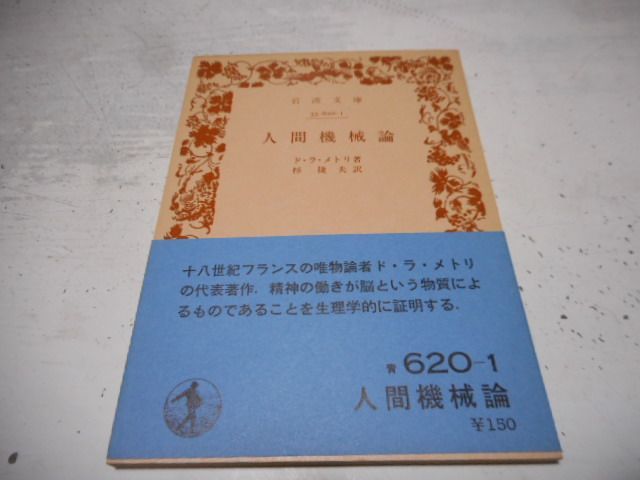 岩波文庫
33-620-1
人間機械論
ド・ラ・メトリ著
杉捷夫訳
十八世紀フランスの唯物論者ド・ラ・メトリ
の代表著作．精神の働きが脳という物質によ
るものであることを生理学的に証明する．
青 620-1
人間機械論
¥150